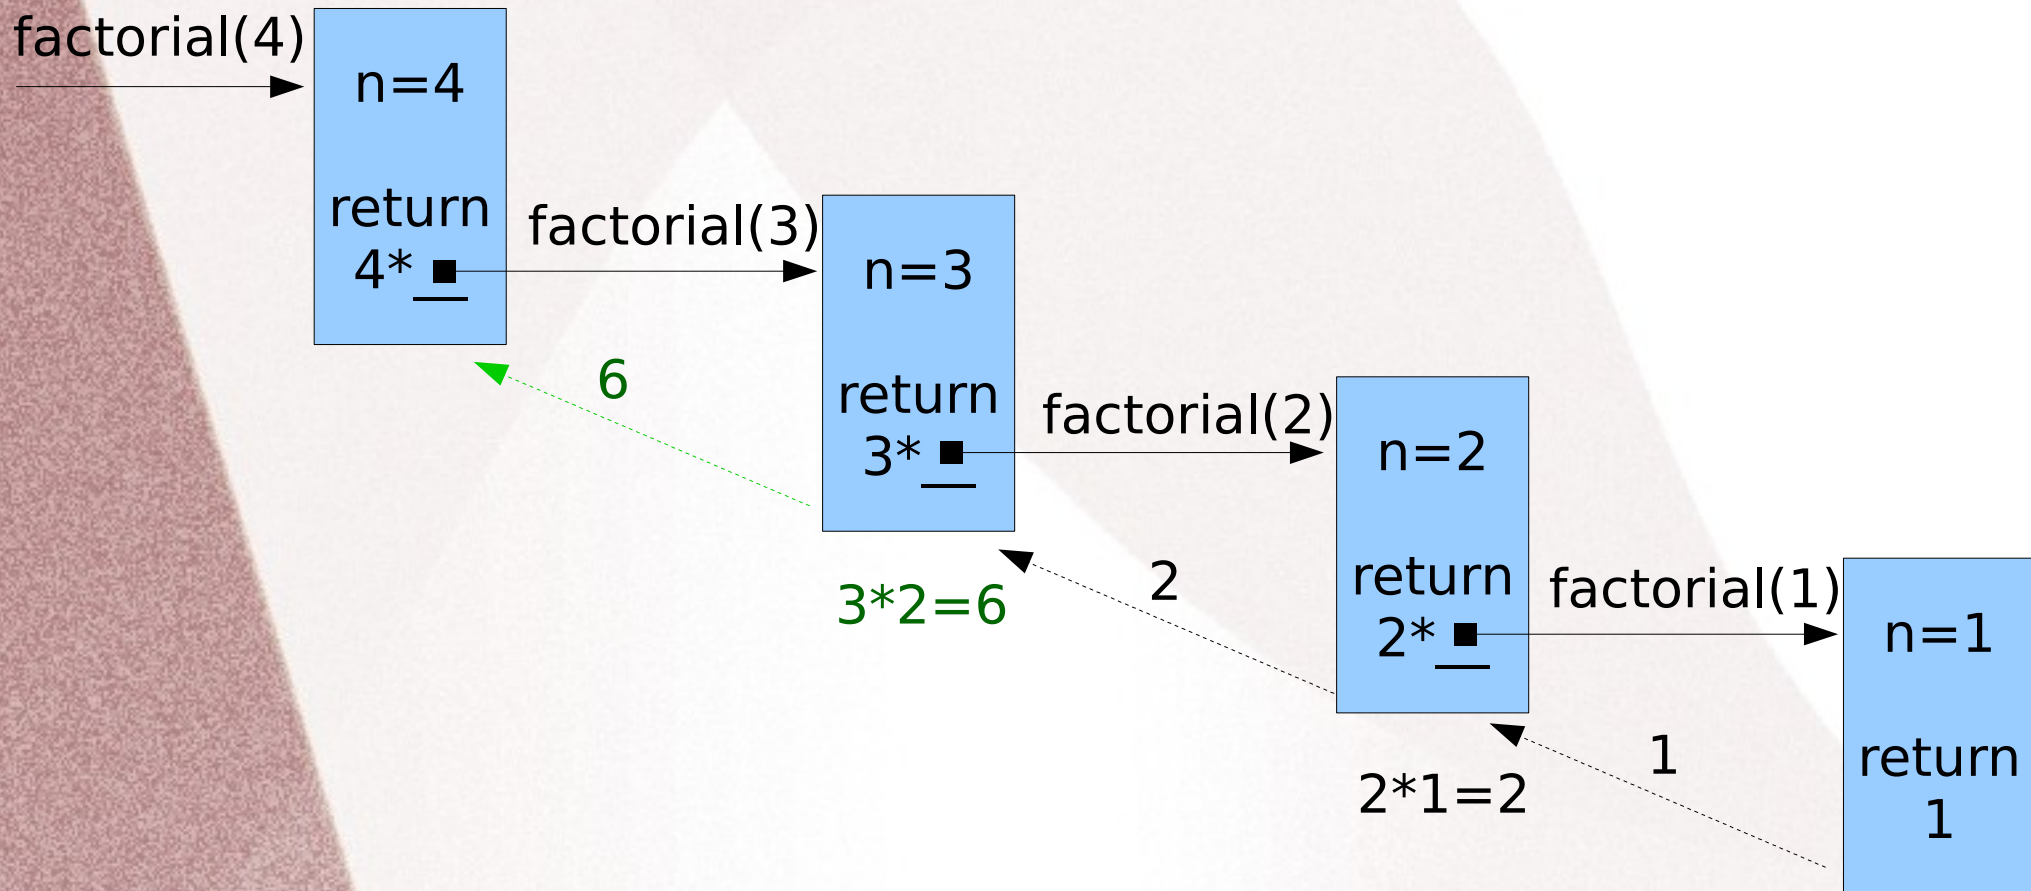 factorial(4)
n=4
return
4*
factorial(3)
n=3
return
3*
6
3*2=6
factorial(2)
n=2
return
2*
2
2*1=2
factorial(1)
n=1
return
1
1